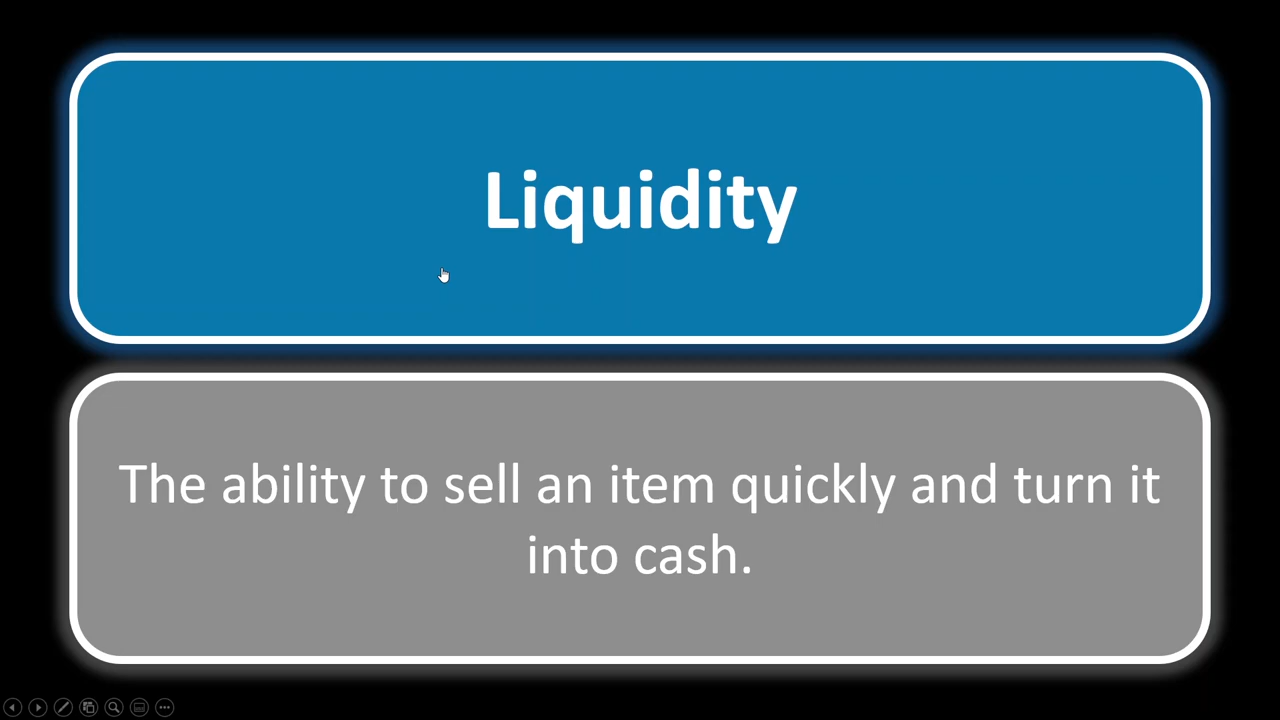 Liquidity
The ability to sell an item quickly and turn it
into cash.